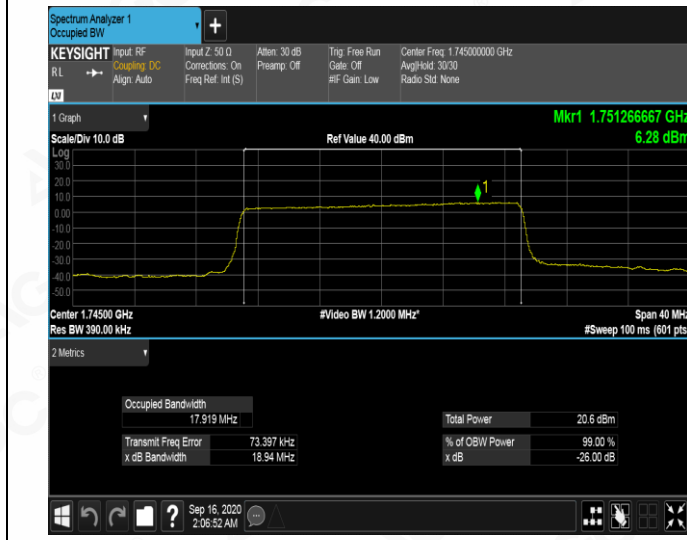 Spectrum Analyzer 1
Occupied BW
KEYSIGHT Input: RF Input Z: 50 Ω Atten: 30 dB Trig: Free Run Center Freq: 1.745000000 GHz
RL Coupling: DC Corrections: On Preamp: Off Gate: Off Avg|Hold: 30/30
Align: Auto Freq Ref: Int (S) #IF Gain: Low Radio Std: None
LXI
1 Graph Mkr1 1.751266667 GHz
Scale/Div 10.0 dB Ref Value 40.00 dBm 6.28 dBm
Log
30.0
20.0
1
10.0
0.00
-10.0
-20.0
-30.0
-40.0
-50.0
Center 1.74500 GHz #Video BW 1.2000 MHz* Span 40 MHz
Res BW 390.00 kHz #Sweep 100 ms (601 pts
2 Metrics
Occupied Bandwidth
17.919 MHz Total Power 20.6 dBm
Transmit Freq Error 73.397 kHz % of OBW Power 99.00 %
x dB Bandwidth 18.94 MHz x dB -26.00 dB
? Sep 16, 2020
2:06:52 AM